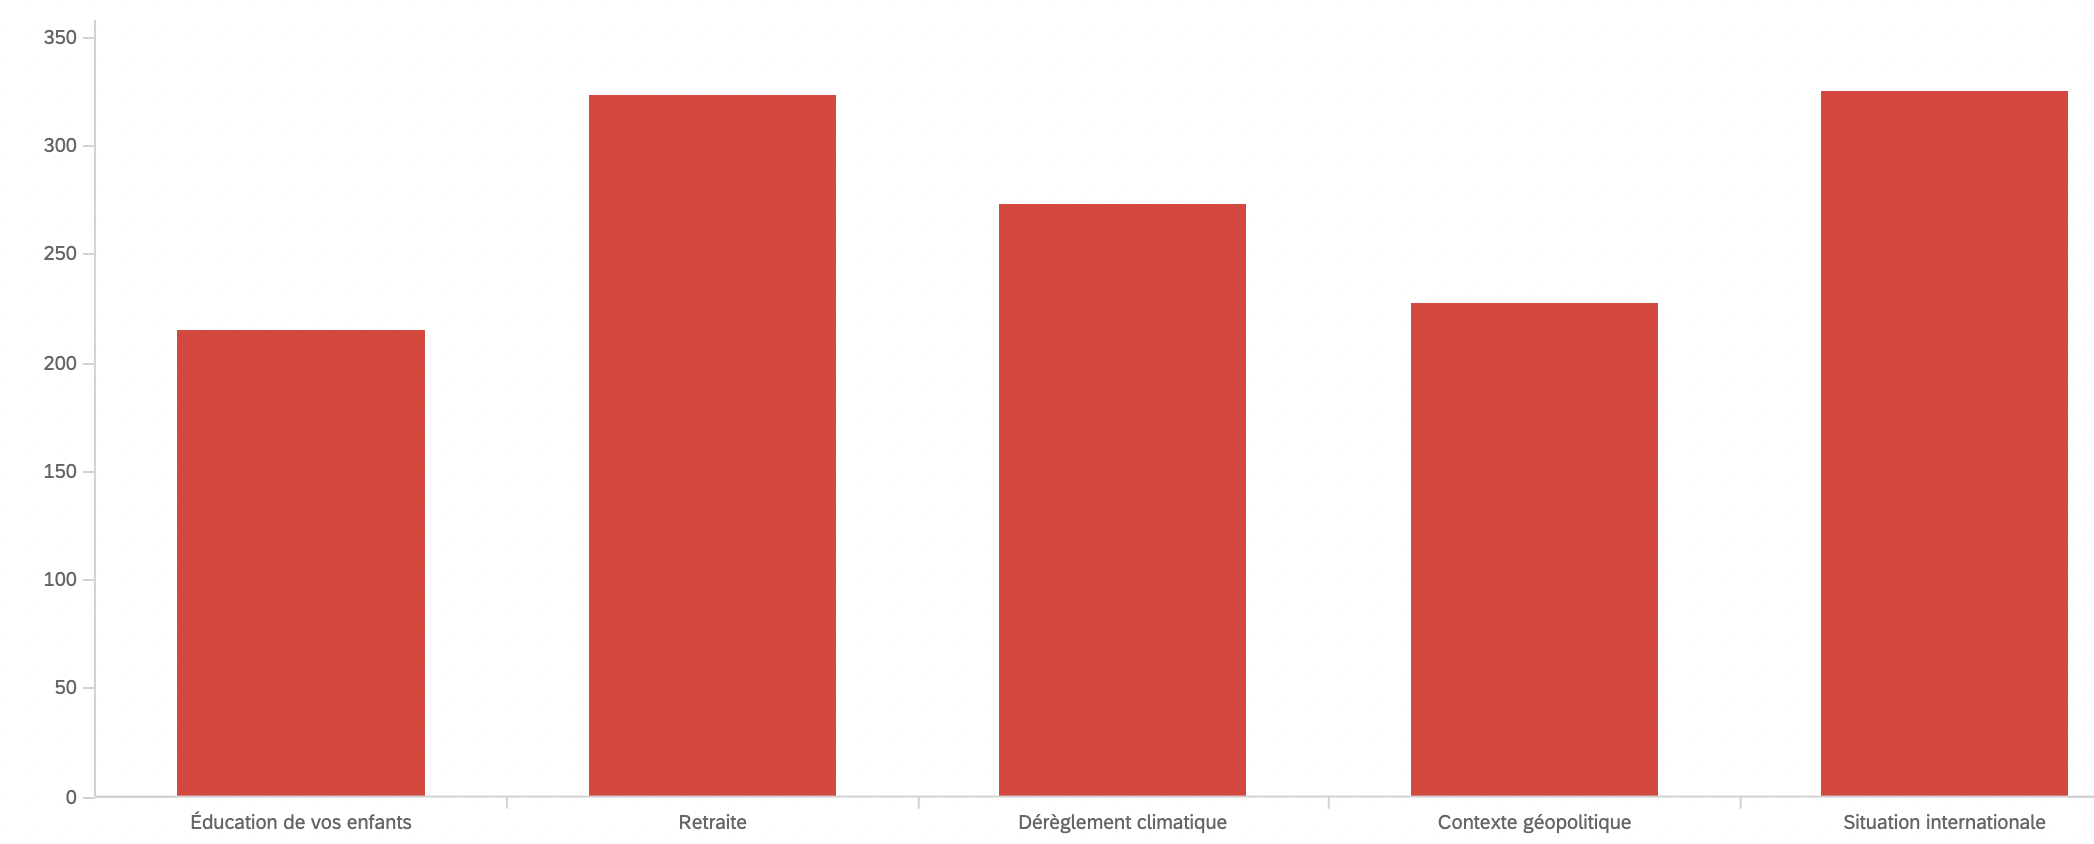 350
300
250
200
150
100
50
0
Éducation de vos enfants
Retraite
Dérèglement climatique
Contexte géopolitique
Situation internationale